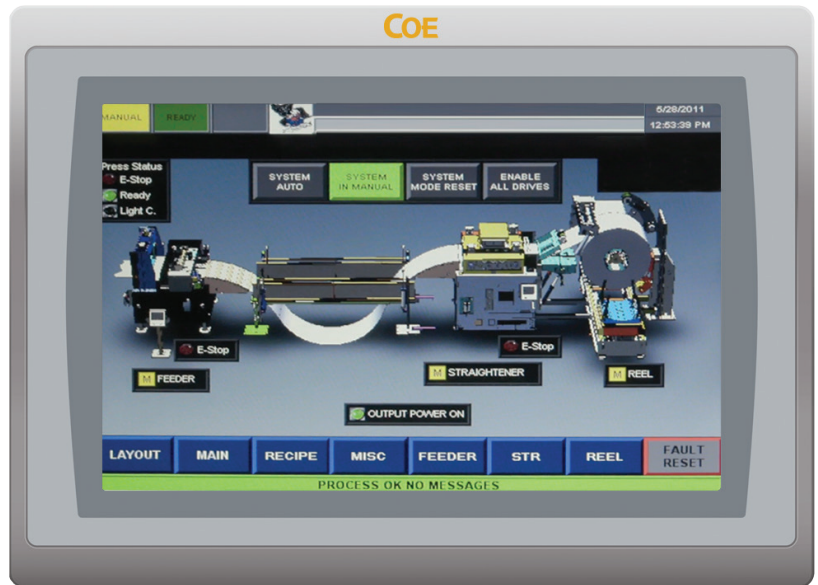 COE
MANUAL
READY
5/28/2011
12:53:39 PM
Press Status
E-Stop
Ready
Light C.
SYSTEM
AUTO
SYSTEM
IN MANUAL
SYSTEM
MODE RESET
ENABLE
ALL DRIVES
E-Stop
E-Stop
M FEEDER
M STRAIGHTENER
M REEL
OUTPUT POWER ON
LAYOUT
MAIN
RECIPE
MISC
FEEDER
STR
REEL
FAULT
RESET
PROCESS OK NO MESSAGES